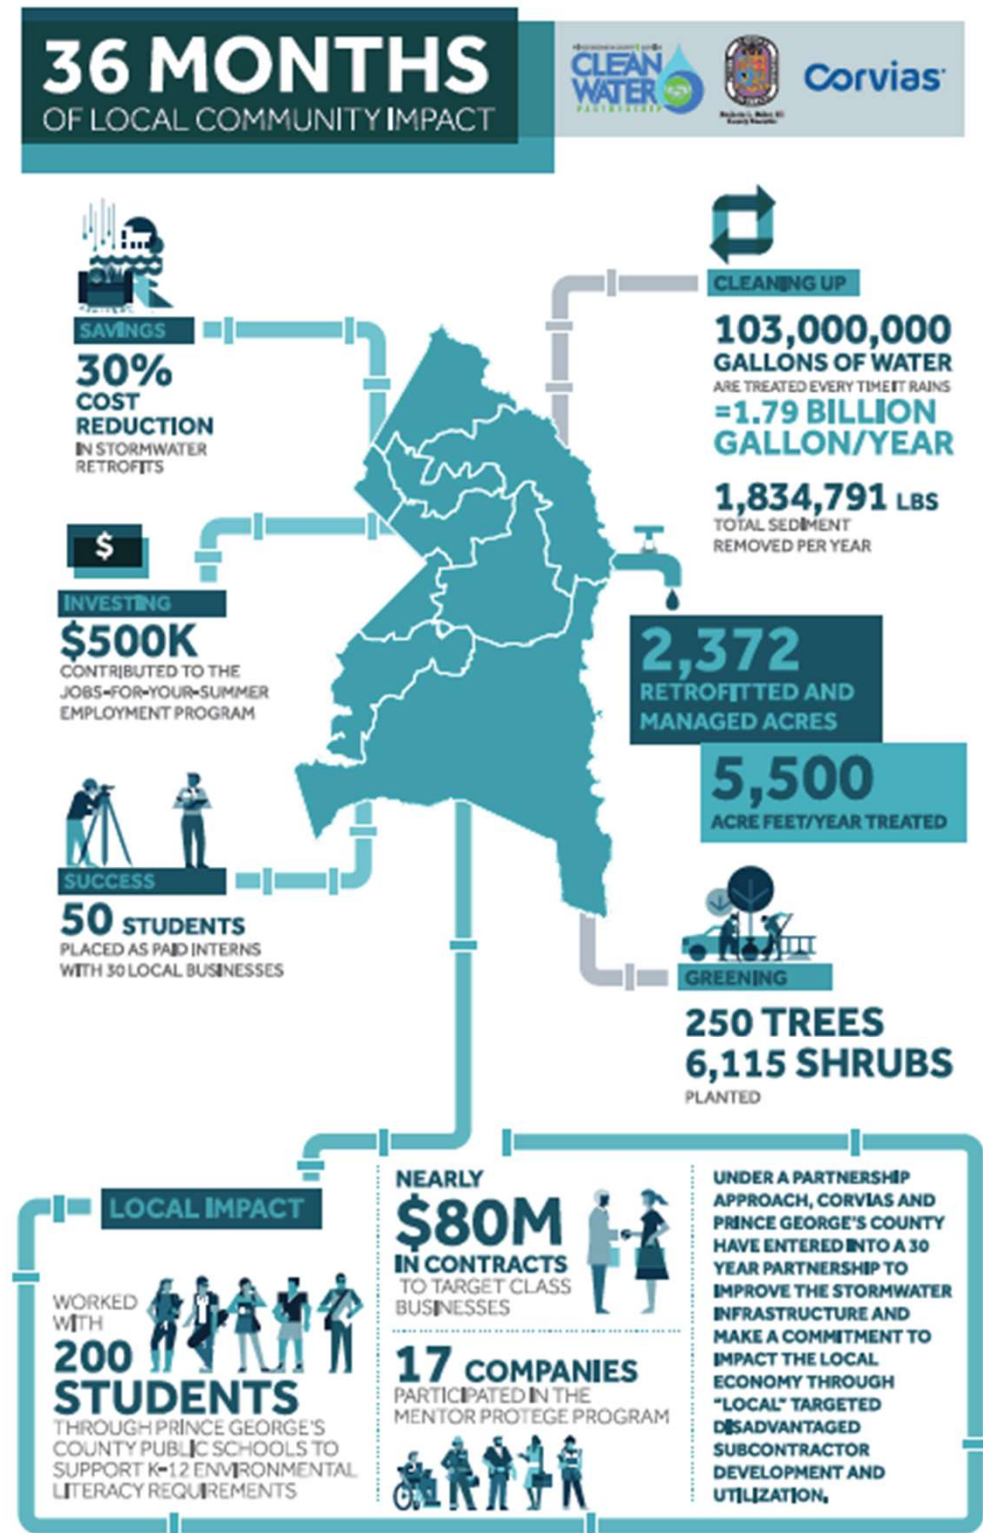 36 MONTHS
OF LOCAL COMMUNITY IMPACT
CLEAN
WATER
PARTNERSHIP
Corvias
SAVINGS
30%
COST
REDUCTION
IN STORMWATER
RETROFITS
CLEANING UP
103,000,000
GALLONS OF WATER
ARE TREATED EVERY TIME IT RAINS
=1.79 BILLION
GALLON/YEAR
1,834,791 LBS
TOTAL SEDIMENT
REMOVED PER YEAR
$
INVESTING
$500K
CONTRIBUTED TO THE
JOBS-FOR-YOUR-SUMMER
EMPLOYMENT PROGRAM
2,372
RETROFITTED AND
MANAGED ACRES
5,500
ACRE FEET/YEAR TREATED
SUCCESS
50 STUDENTS
PLACED AS PAID INTERNS
WITH 30 LOCAL BUSINESSES
GREENING
250 TREES
6,115 SHRUBS
PLANTED
LOCAL IMPACT
WORKED
WITH
200
STUDENTS
THROUGH PRINCE GEORGE'S
COUNTY PUBLIC SCHOOLS TO
SUPPORT K-12 ENVIRONMENTAL
LITERACY REQUIREMENTS
NEARLY
$80M
IN CONTRACTS
TO TARGET CLASS
BUSINESSES
17 COMPANIES
PARTICIPATED IN THE
MENTOR PROTEGE PROGRAM
UNDER A PARTNERSHIP
APPROACH, CORVIAS AND
PRINCE GEORGE'S COUNTY
HAVE ENTERED INTO A 30
YEAR PARTNERSHIP TO
IMPROVE THE STORMWATER
INFRASTRUCTURE AND
MAKE A COMMITMENT TO
IMPACT THE LOCAL
ECONOMY THROUGH
"LOCAL" TARGETED
DISADVANTAGED
SUBCONTRACTOR
DEVELOPMENT AND
UTILIZATION.